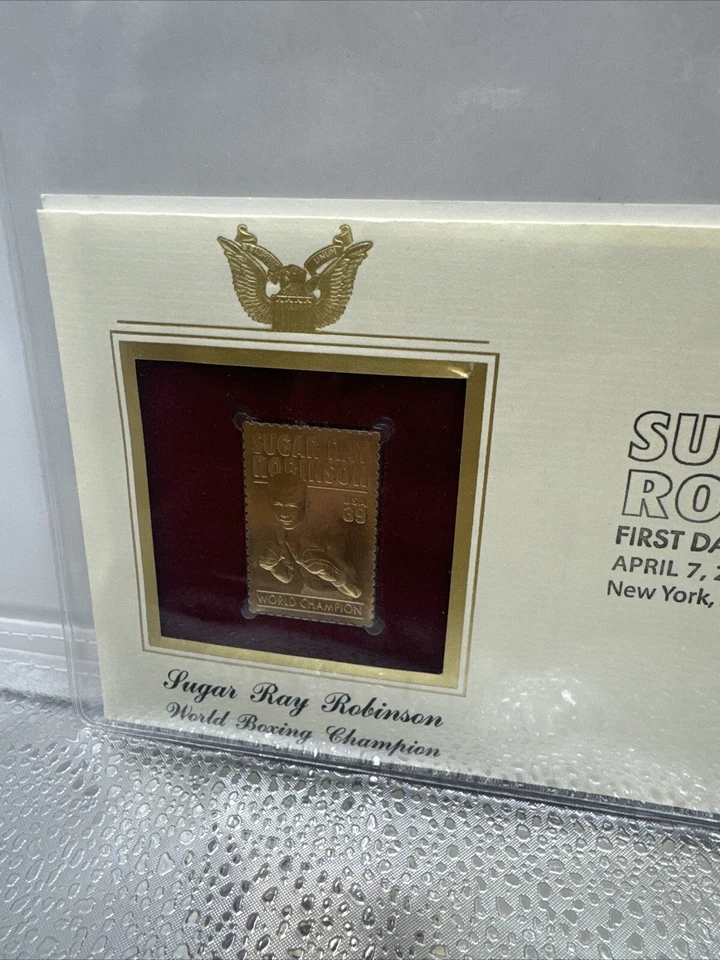 SUGAR RAY
ROBINSON
USA
39
WORLD CHAMPION
Sugar Ray Robinson
World Boxing Champion
SU
RO
FIRST DA
APRIL 7, 2
New York,